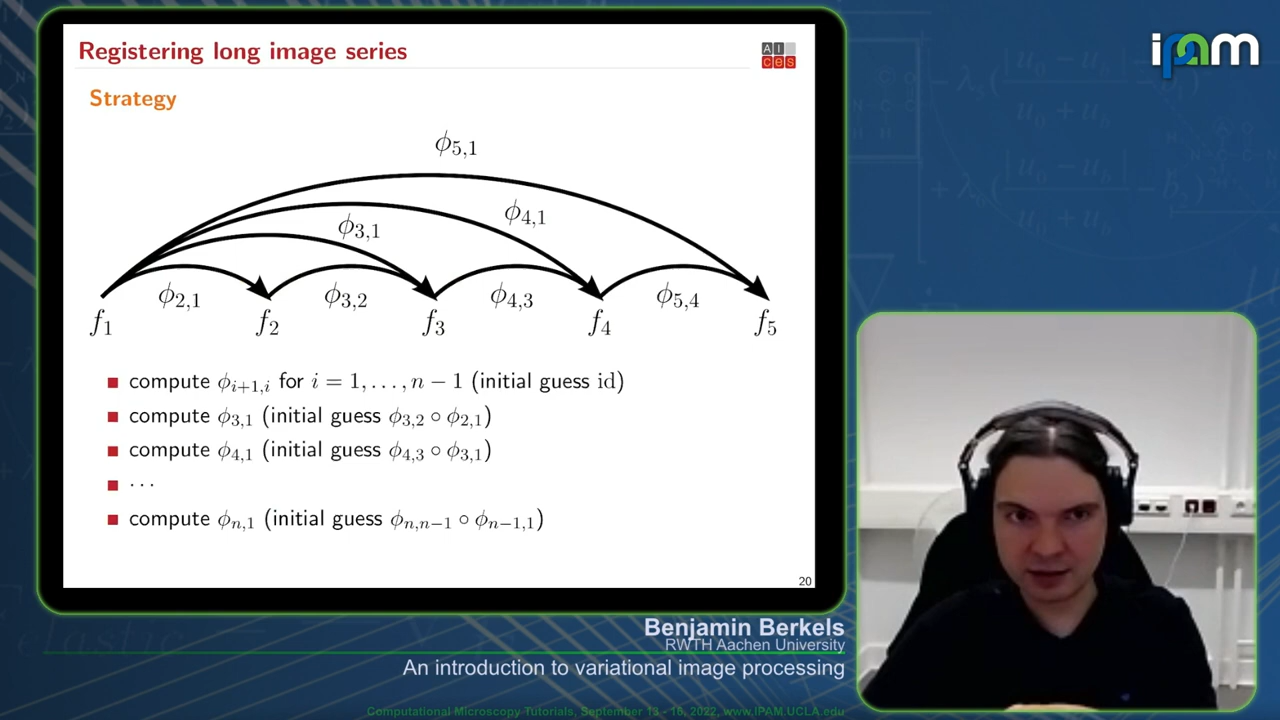 Registering long image series
AI
ces
ipam
Strategy
ϕ5,1
ϕ4,1
ϕ3,1
ϕ2,1 ϕ3,2 ϕ4,3 ϕ5,4
f1 f2 f3 f4 f5
compute ϕi+1,i for i = 1, . . . , n − 1 (initial guess id)
compute ϕ3,1 (initial guess ϕ3,2 ∘ ϕ2,1)
compute ϕ4,1 (initial guess ϕ4,3 ∘ ϕ3,1)
· · ·
compute ϕn,1 (initial guess ϕn,n−1 ∘ ϕn−1,1)
20
Benjamin Berkels
RWTH Aachen University
An introduction to variational image processing
Computational Microscopy Tutorials, September 13 - 16, 2022, www.IPAM.UCLA.edu